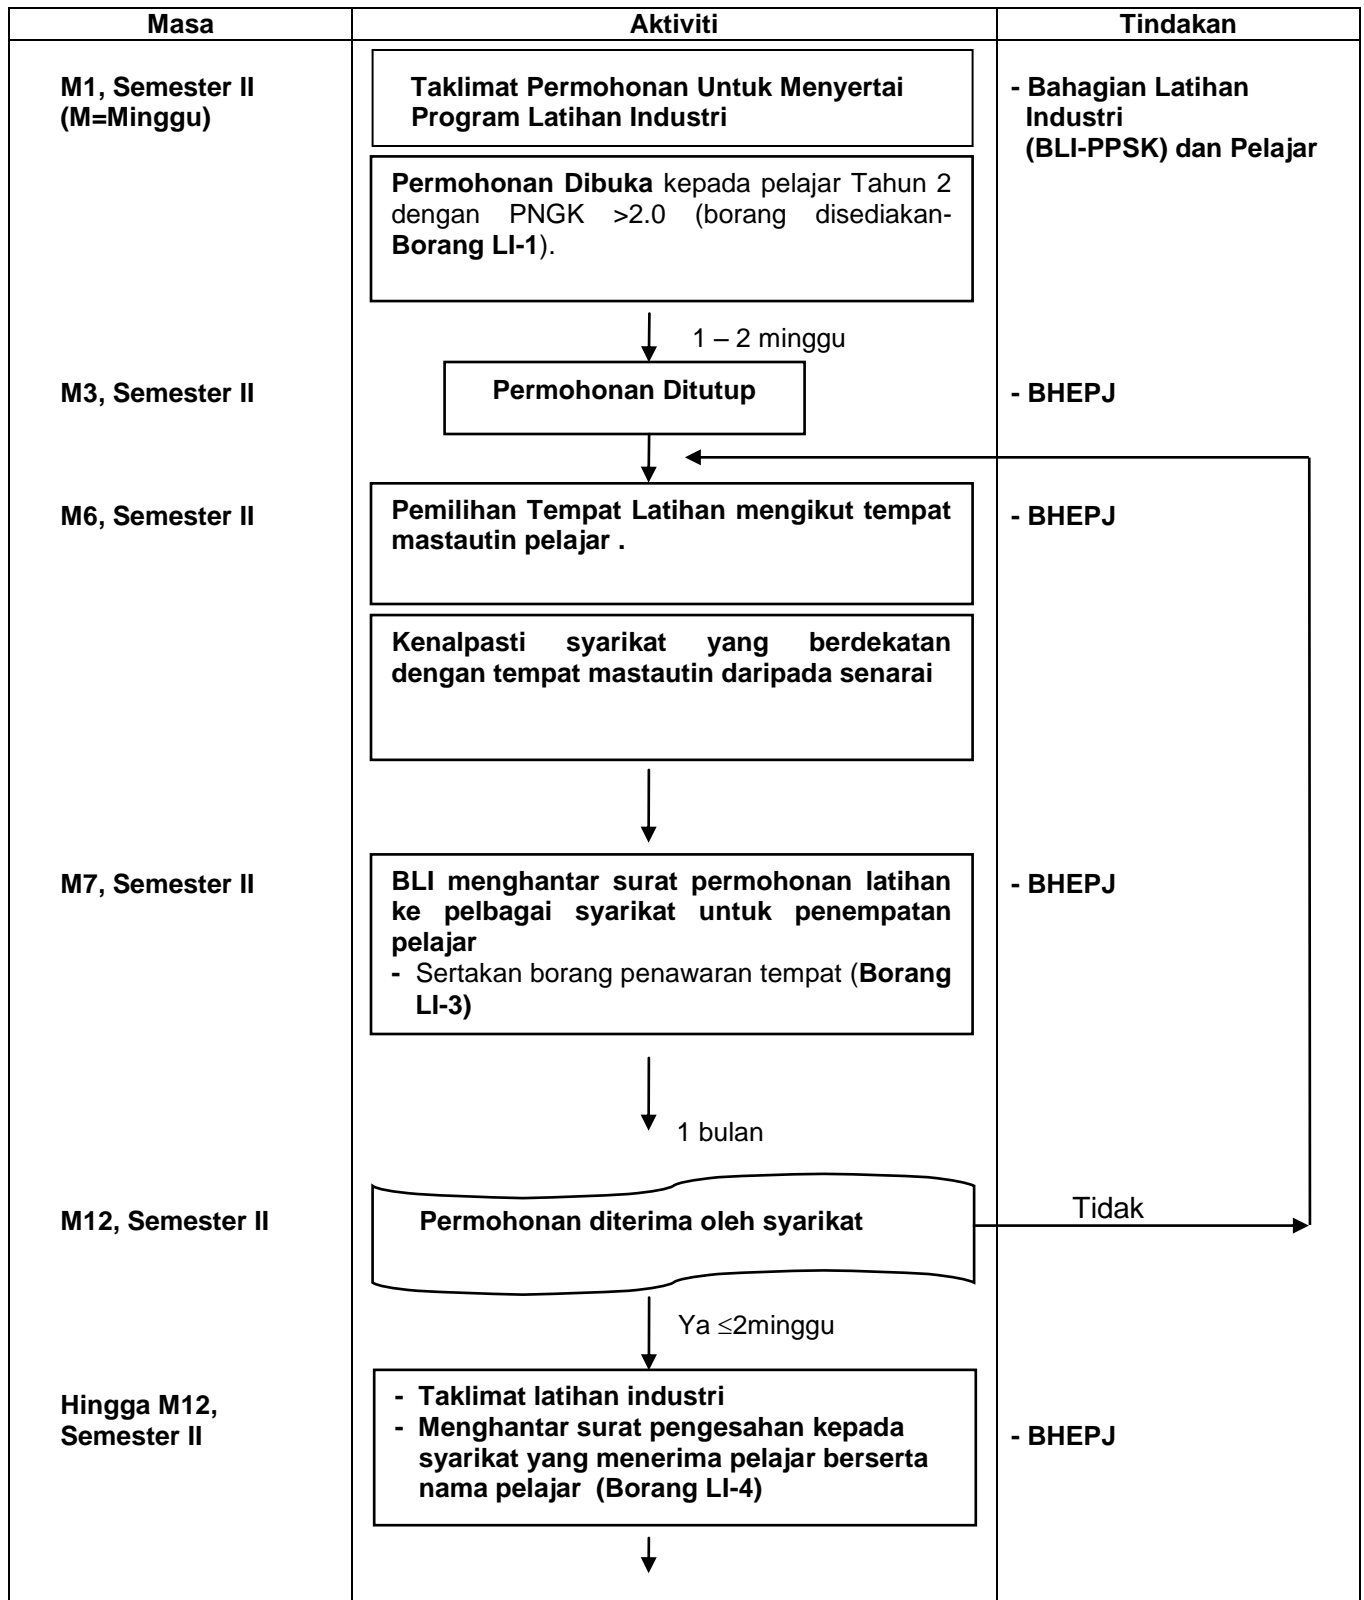 Masa
Aktiviti
Tindakan
M1, Semester II
(M=Minggu)
Taklimat Permohonan Untuk Menyertai
Program Latihan Industri
- Bahagian Latihan
Industri
(BLI-PPSK) dan Pelajar
Permohonan Dibuka kepada pelajar Tahun 2
dengan PNGK >2.0 (borang disediakan-
Borang LI-1).
1 – 2 minggu
M3, Semester II
Permohonan Ditutup
- BHEPJ
M6, Semester II
Pemilihan Tempat Latihan mengikut tempat
mastautin pelajar .
- BHEPJ
Kenalpasti syarikat yang berdekatan
dengan tempat mastautin daripada senarai
M7, Semester II
BLI menghantar surat permohonan latihan
ke pelbagai syarikat untuk penempatan
pelajar
- Sertakan borang penawaran tempat (Borang
LI-3)
- BHEPJ
1 bulan
M12, Semester II
Permohonan diterima oleh syarikat
Tidak
Ya ≤2minggu
Hingga M12,
Semester II
- Taklimat latihan industri
- Menghantar surat pengesahan kepada
syarikat yang menerima pelajar berserta
nama pelajar (Borang LI-4)
- BHEPJ